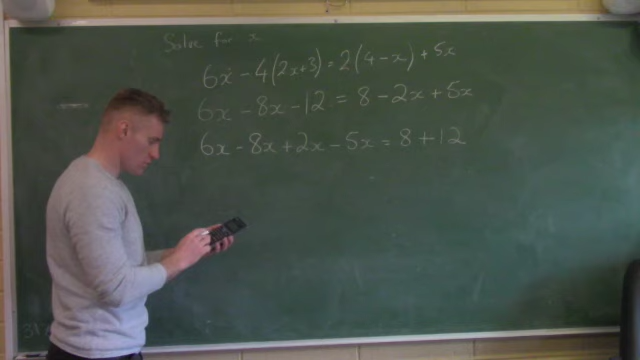 Solve for x
6x - 4(2x+3) = 2(4-x) + 5x
6x - 8x - 12 = 8 - 2x + 5x
6x - 8x + 2x - 5x = 8 + 12